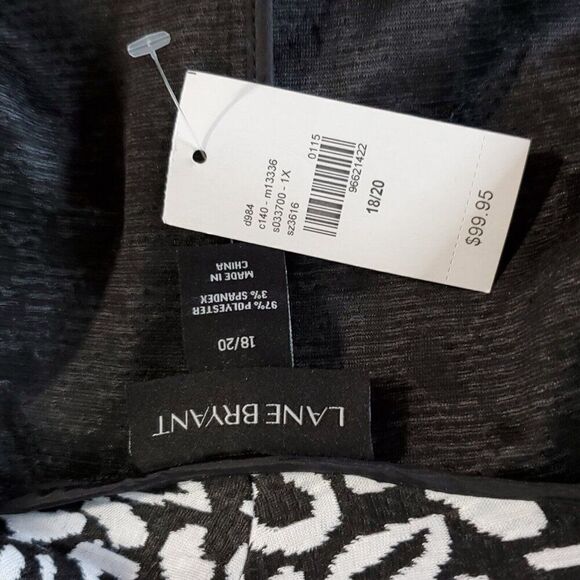 d984
c140 - m13336
s033700 - 1X
sz3616
0115
96621422
18/20
$99.95
LANE BRYANT
18/20
97% POLYESTER
3% SPANDEX
MADE IN
CHINA